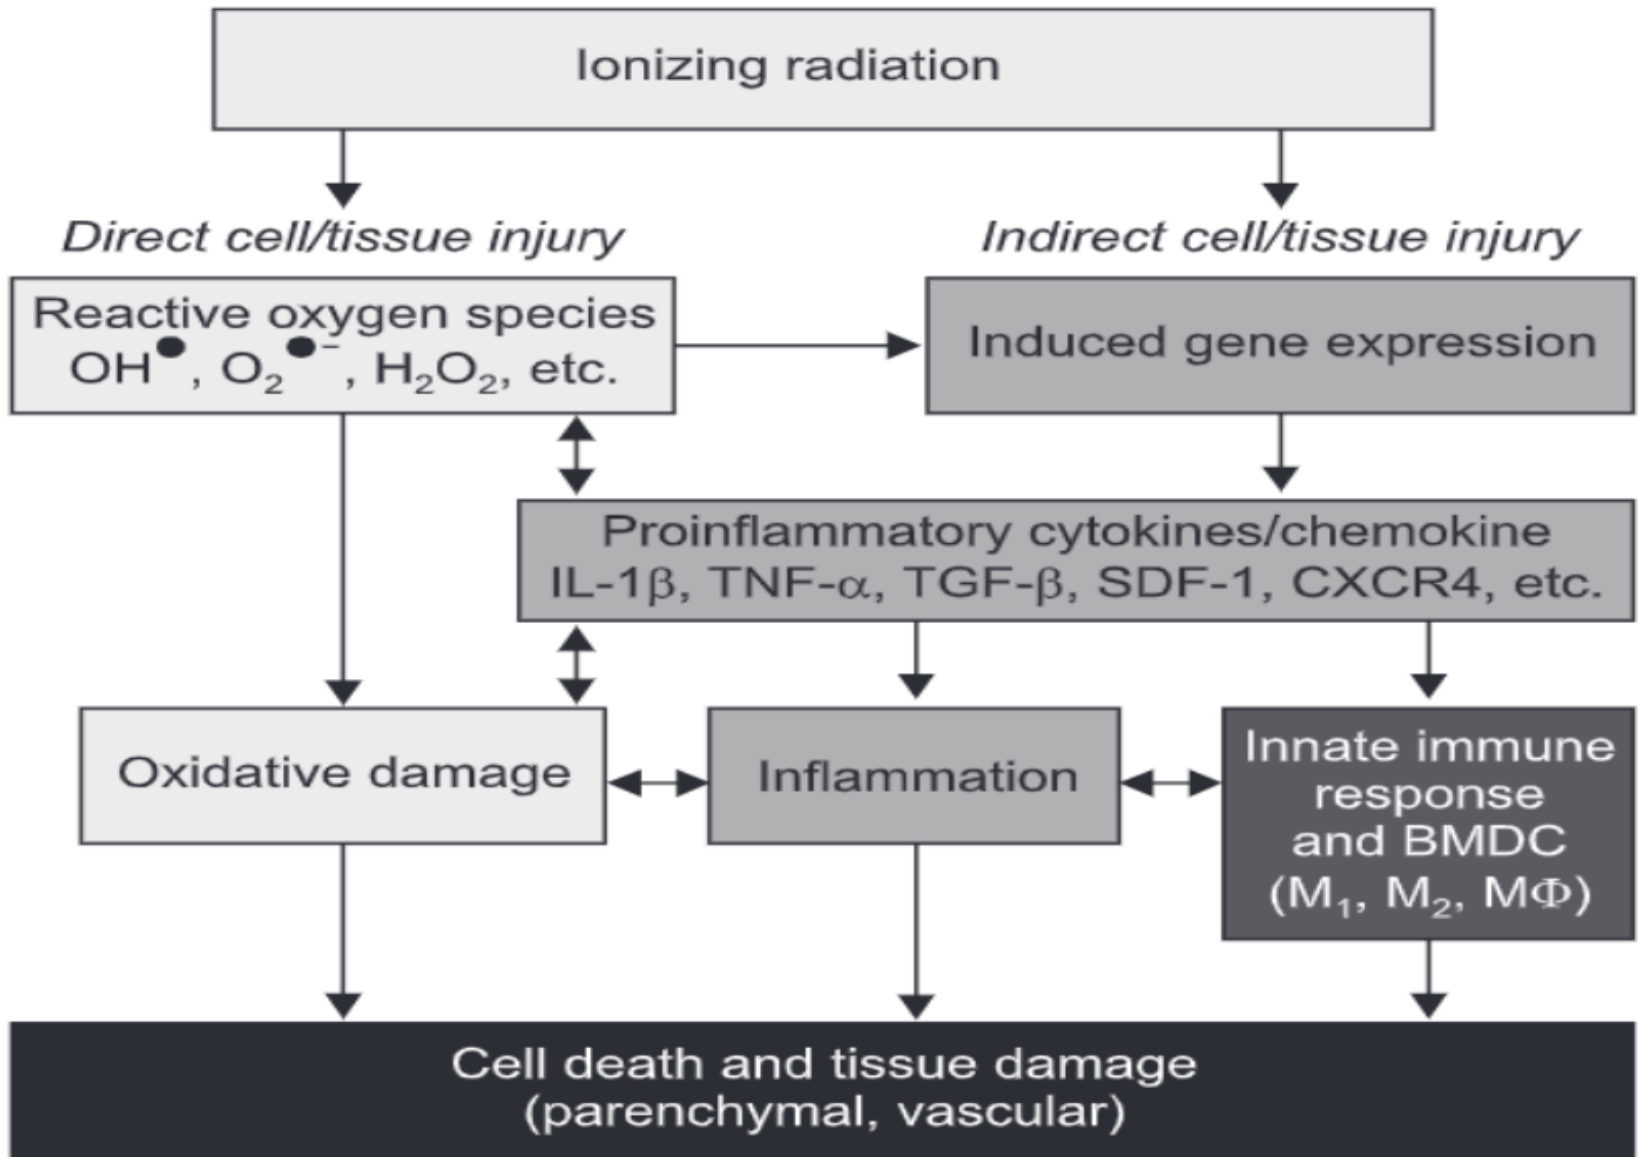 Ionizing radiation
Direct cell/tissue injury
Indirect cell/tissue injury
Reactive oxygen species
OH●, O₂●⁻, H₂O₂, etc.
Induced gene expression
Proinflammatory cytokines/chemokine
IL-1β, TNF-α, TGF-β, SDF-1, CXCR4, etc.
Oxidative damage
Inflammation
Innate immune
response
and BMDC
(M₁, M₂, MΦ)
Cell death and tissue damage
(parenchymal, vascular)